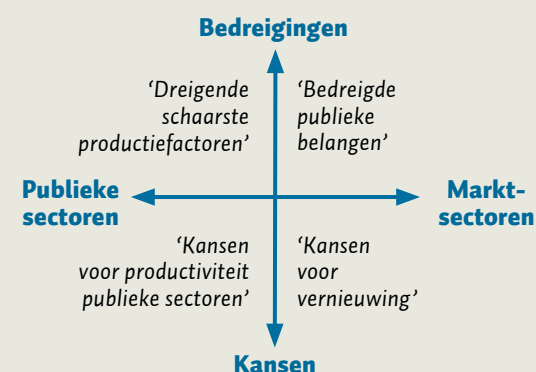 Bedreigingen
‘Dreigende
schaarste
productiefactoren’
‘Bedreigde
publieke
belangen’
Publieke
sectoren
Markt-
sectoren
‘Kansen
voor productiviteit
publieke sectoren’
‘Kansen
voor
vernieuwing’
Kansen